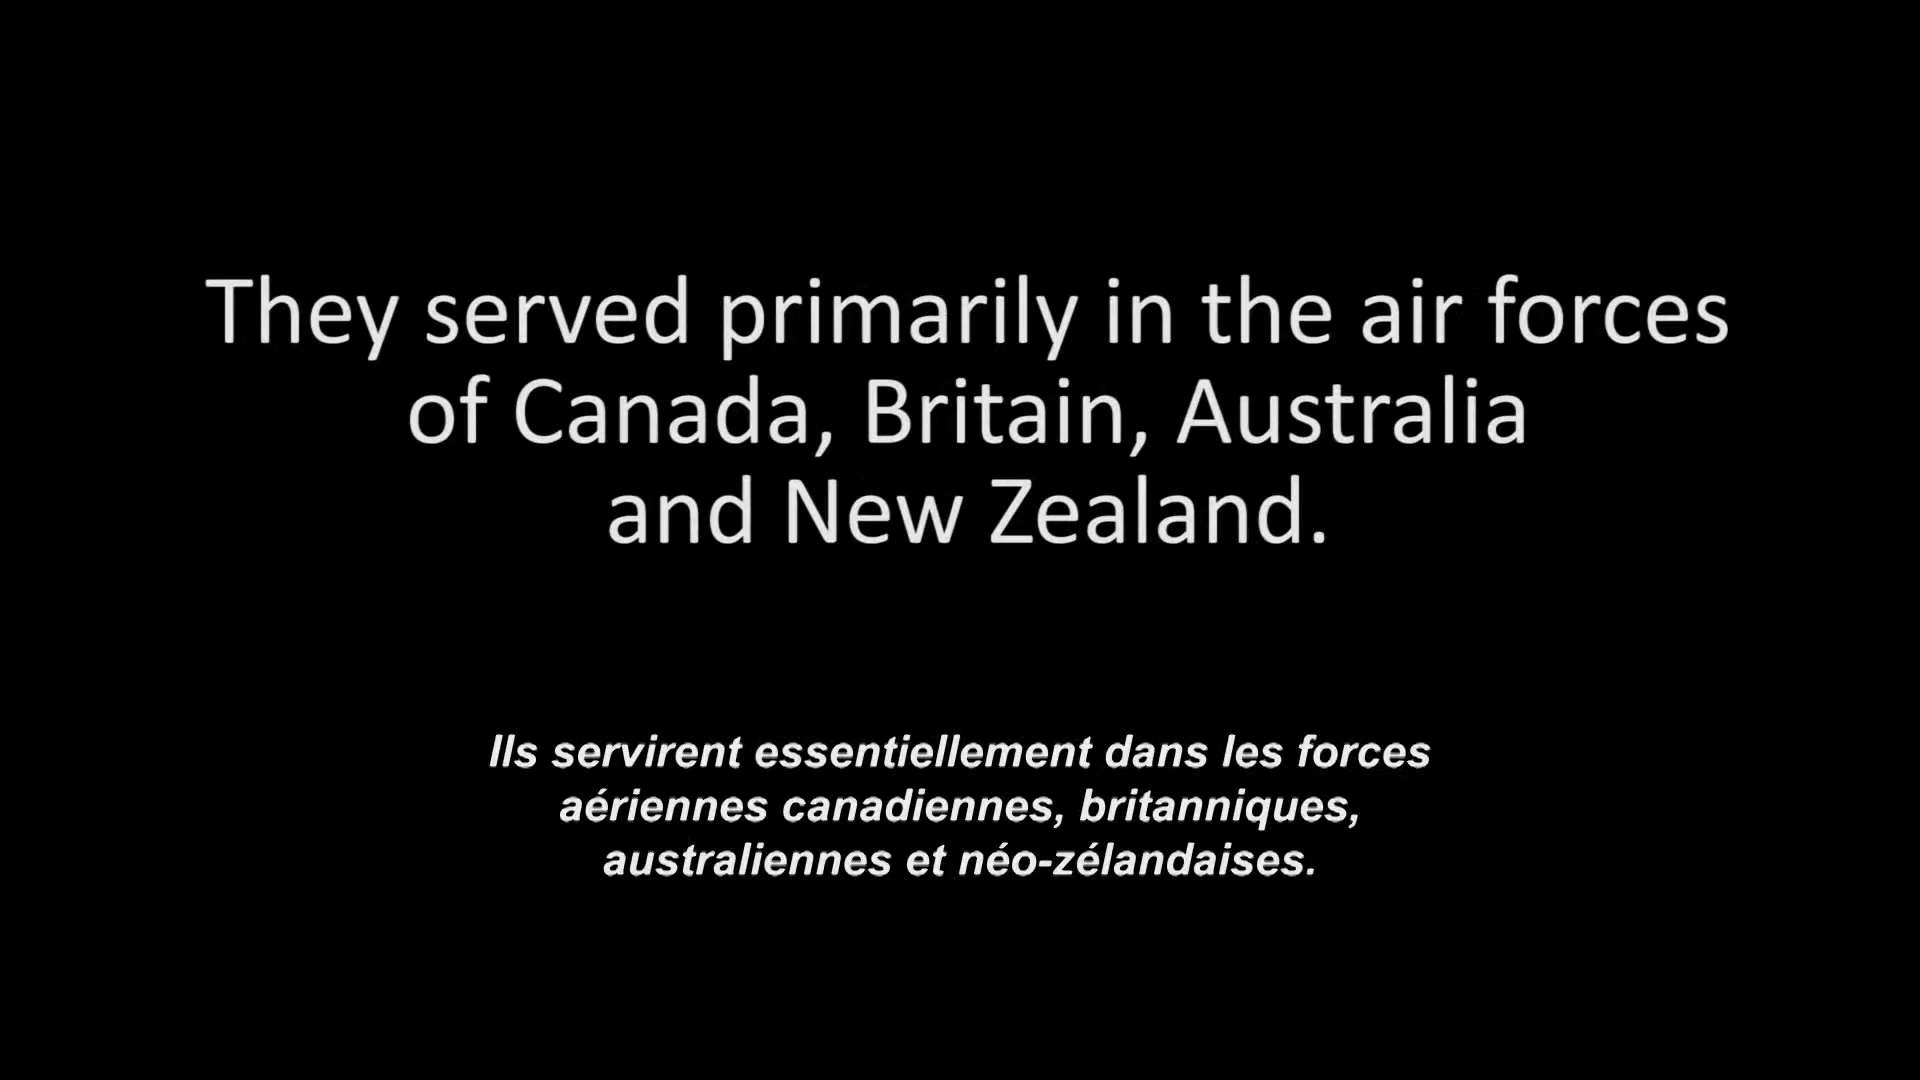 They served primarily in the air forces
of Canada, Britain, Australia
and New Zealand.
Ils servirent essentiellement dans les forces
aériennes canadiennes, britanniques,
australiennes et néo-zélandaises.